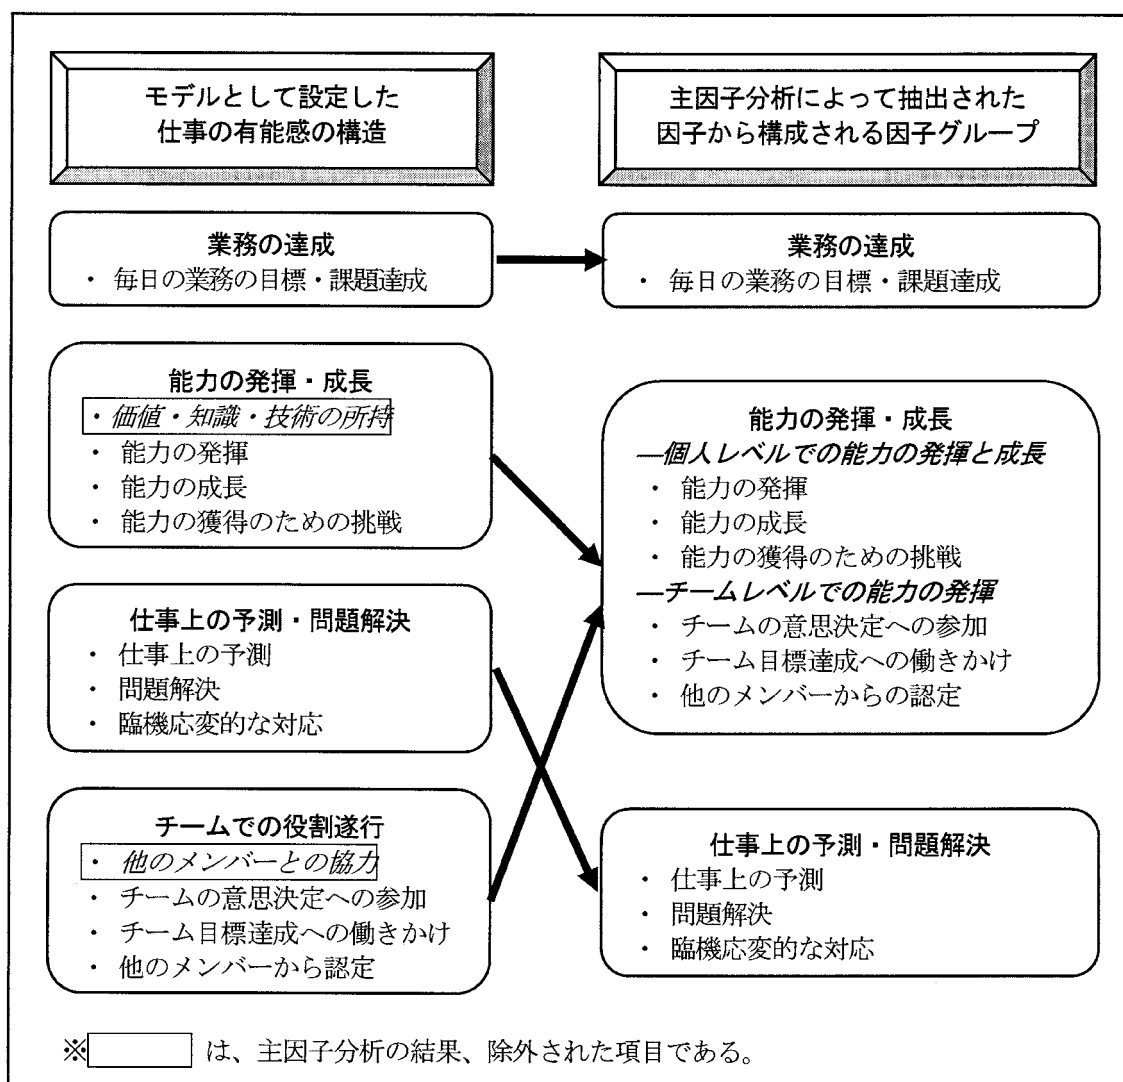 モデルとして設定した
仕事の有能感の構造
主因子分析によって抽出された
因子から構成される因子グループ
業務の達成
・ 毎日の業務の目標・課題達成
業務の達成
・ 毎日の業務の目標・課題達成
能力の発揮・成長
・価値・知識・技術の所持
・ 能力の発揮
・ 能力の成長
・ 能力の獲得のための挑戦
能力の発揮・成長
―個人レベルでの能力の発揮と成長
・ 能力の発揮
・ 能力の成長
・ 能力の獲得のための挑戦
―チームレベルでの能力の発揮
・ チームの意思決定への参加
・ チーム目標達成への働きかけ
・ 他のメンバーからの認定
仕事上の予測・問題解決
・ 仕事上の予測
・ 問題解決
・ 臨機応変的な対応
チームでの役割遂行
・ 他のメンバーとの協力
・ チームの意思決定への参加
・ チーム目標達成への働きかけ
・ 他のメンバーから認定
仕事上の予測・問題解決
・ 仕事上の予測
・ 問題解決
・ 臨機応変的な対応
※ は、主因子分析の結果、除外された項目である。